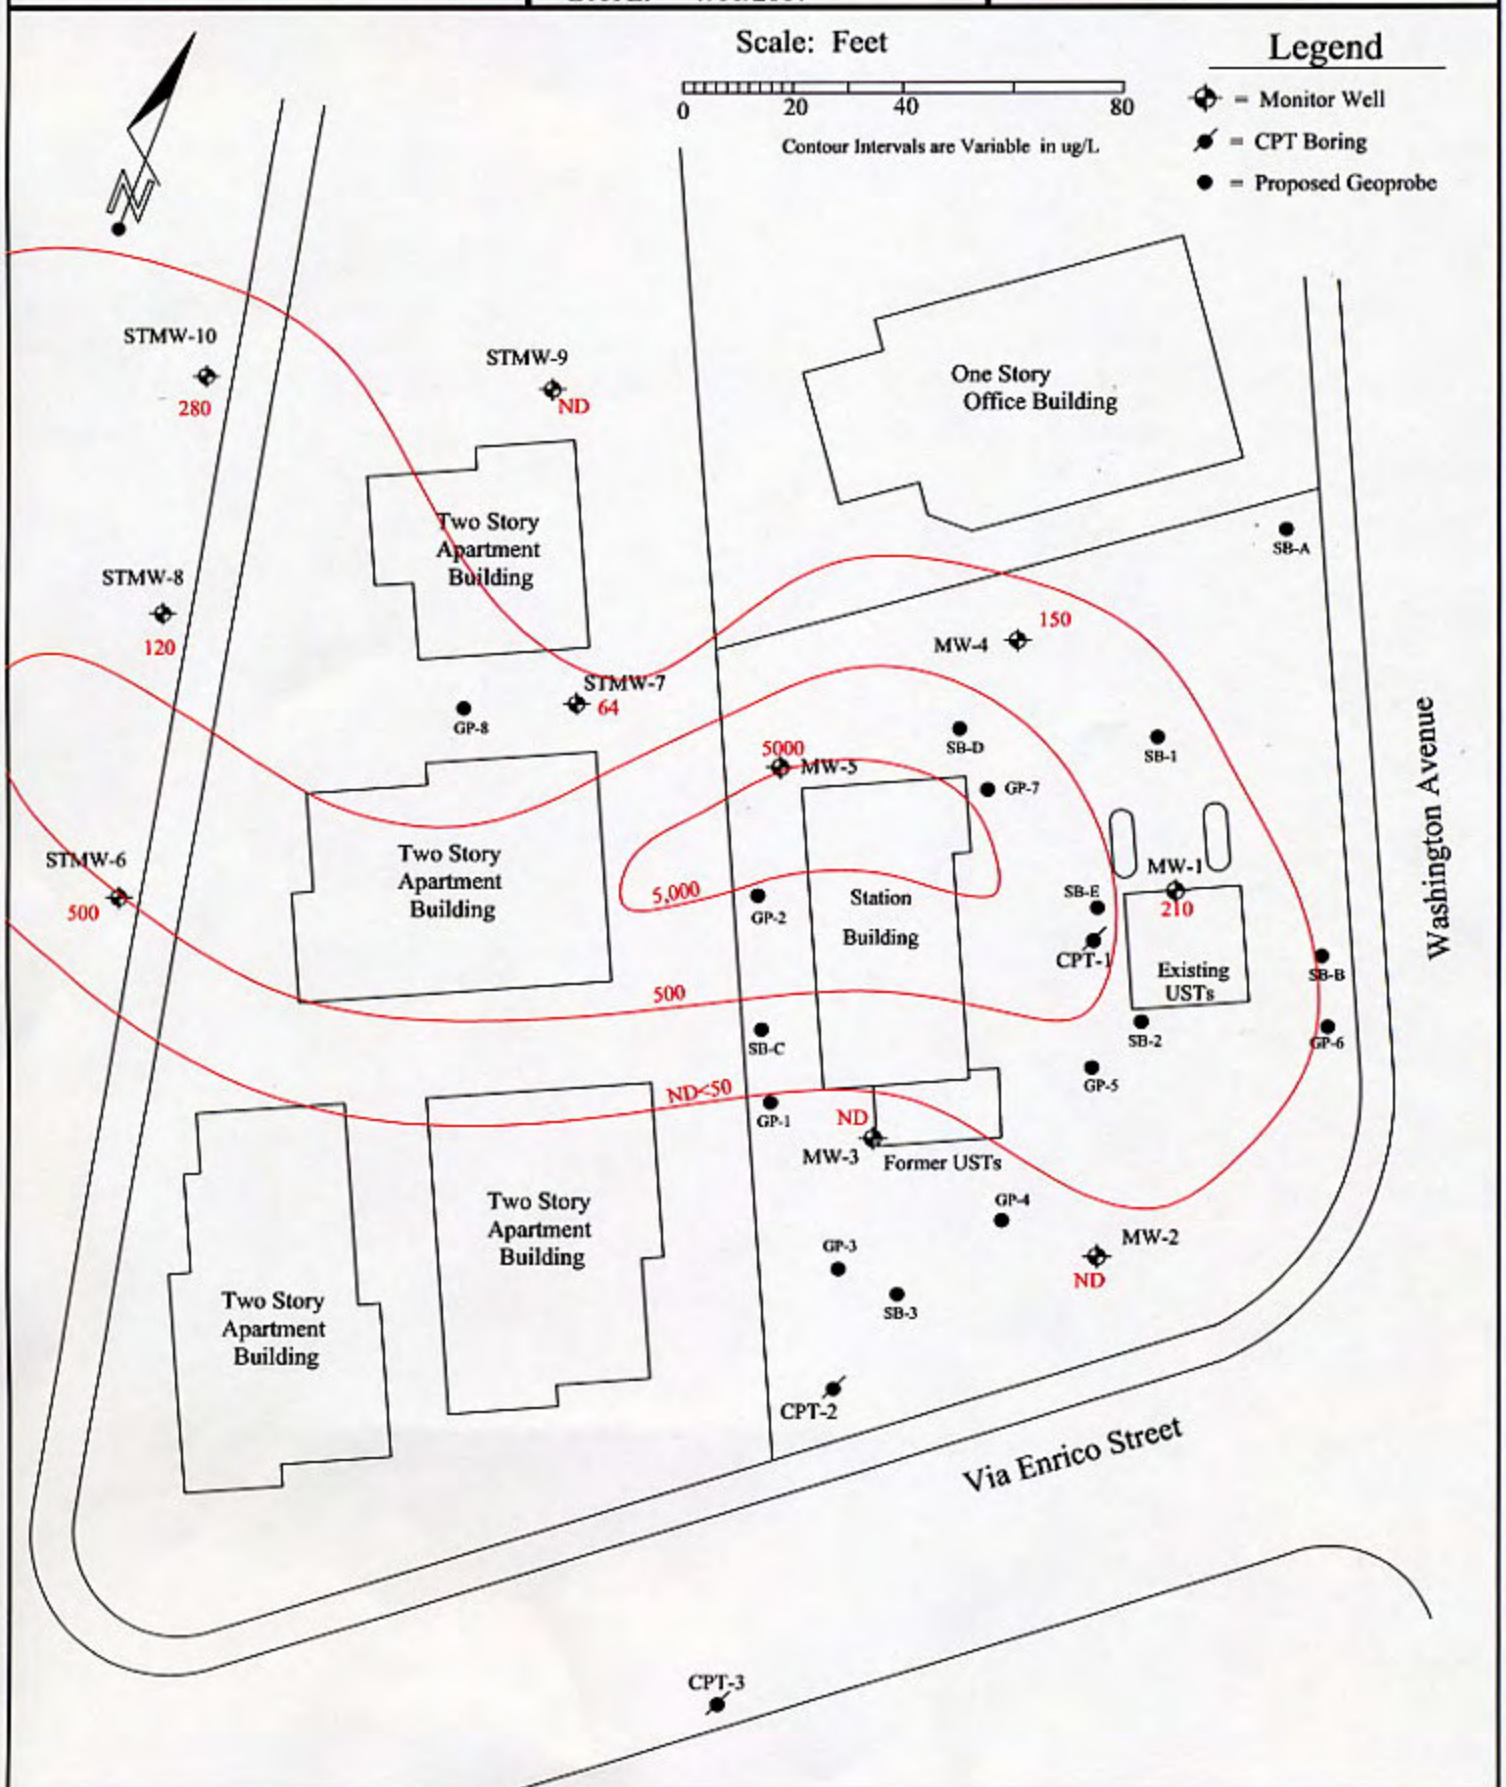 Scale: Feet
0 20 40 80
Contour Intervals are Variable in ug/L
Legend
= Monitor Well
= CPT Boring
= Proposed Geoprobe
N
STMW-10
280
STMW-9
ND
One Story
Office Building
Two Story
Apartment
Building
SB-A
STMW-8
120
150
MW-4
STMW-7
64
GP-8
SB-D
SB-1
5000
MW-5
GP-7
Washington Avenue
STMW-6
500
Two Story
Apartment
Building
5,000
GP-2
Station
Building
SB-E
MW-1
210
CPT-1
Existing
USTs
SB-B
500
SB-C
SB-2
GP-6
GP-5
ND<50
GP-1
ND
MW-3
Former USTs
Two Story
Apartment
Building
GP-4
MW-2
ND
GP-3
SB-3
Two Story
Apartment
Building
CPT-2
Via Enrico Street
CPT-3